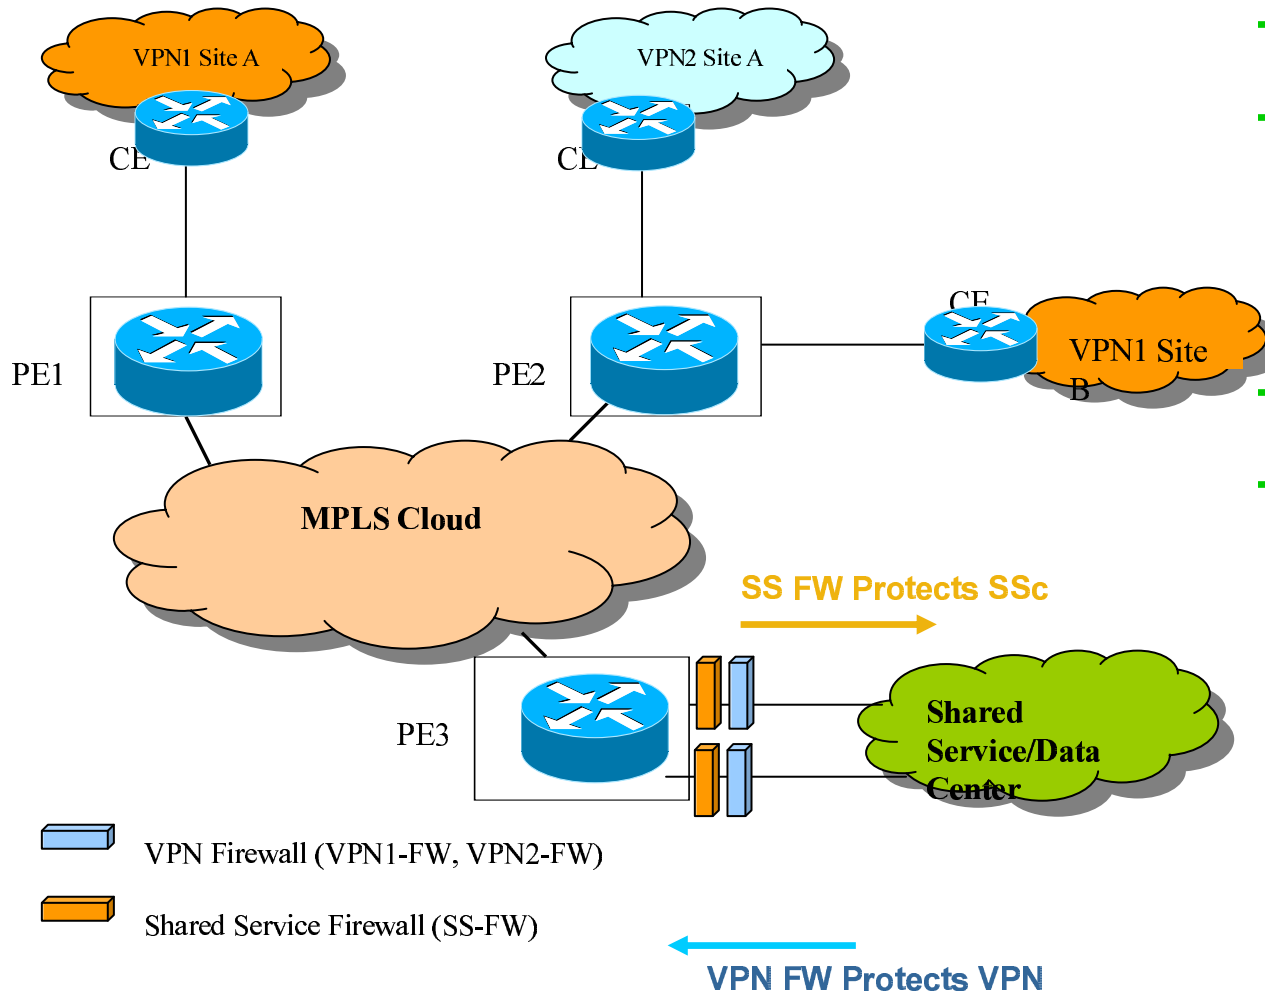 VPN1 Site A
VPN2 Site A
CE
CE
CE
VPN1 Site
B
PE1
PE2
MPLS Cloud
SS FW Protects SSc
PE3
Shared
Service/Data
Center
VPN Firewall (VPN1-FW, VPN2-FW)
Shared Service Firewall (SS-FW)
VPN FW Protects VPN